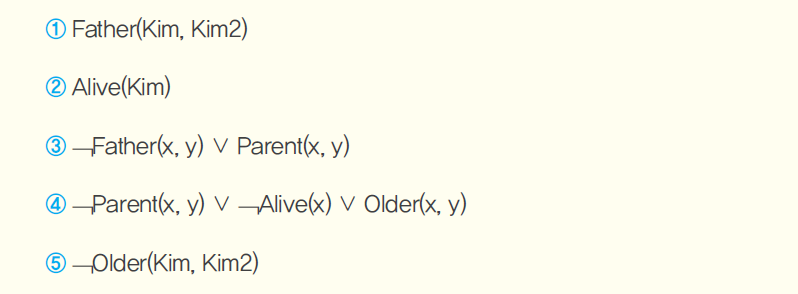 ① Father(Kim, Kim2)
② Alive(Kim)
③ ¬Father(x, y) ∨ Parent(x, y)
④ ¬Parent(x, y) ∨ ¬Alive(x) ∨ Older(x, y)
⑤ ¬Older(Kim, Kim2)